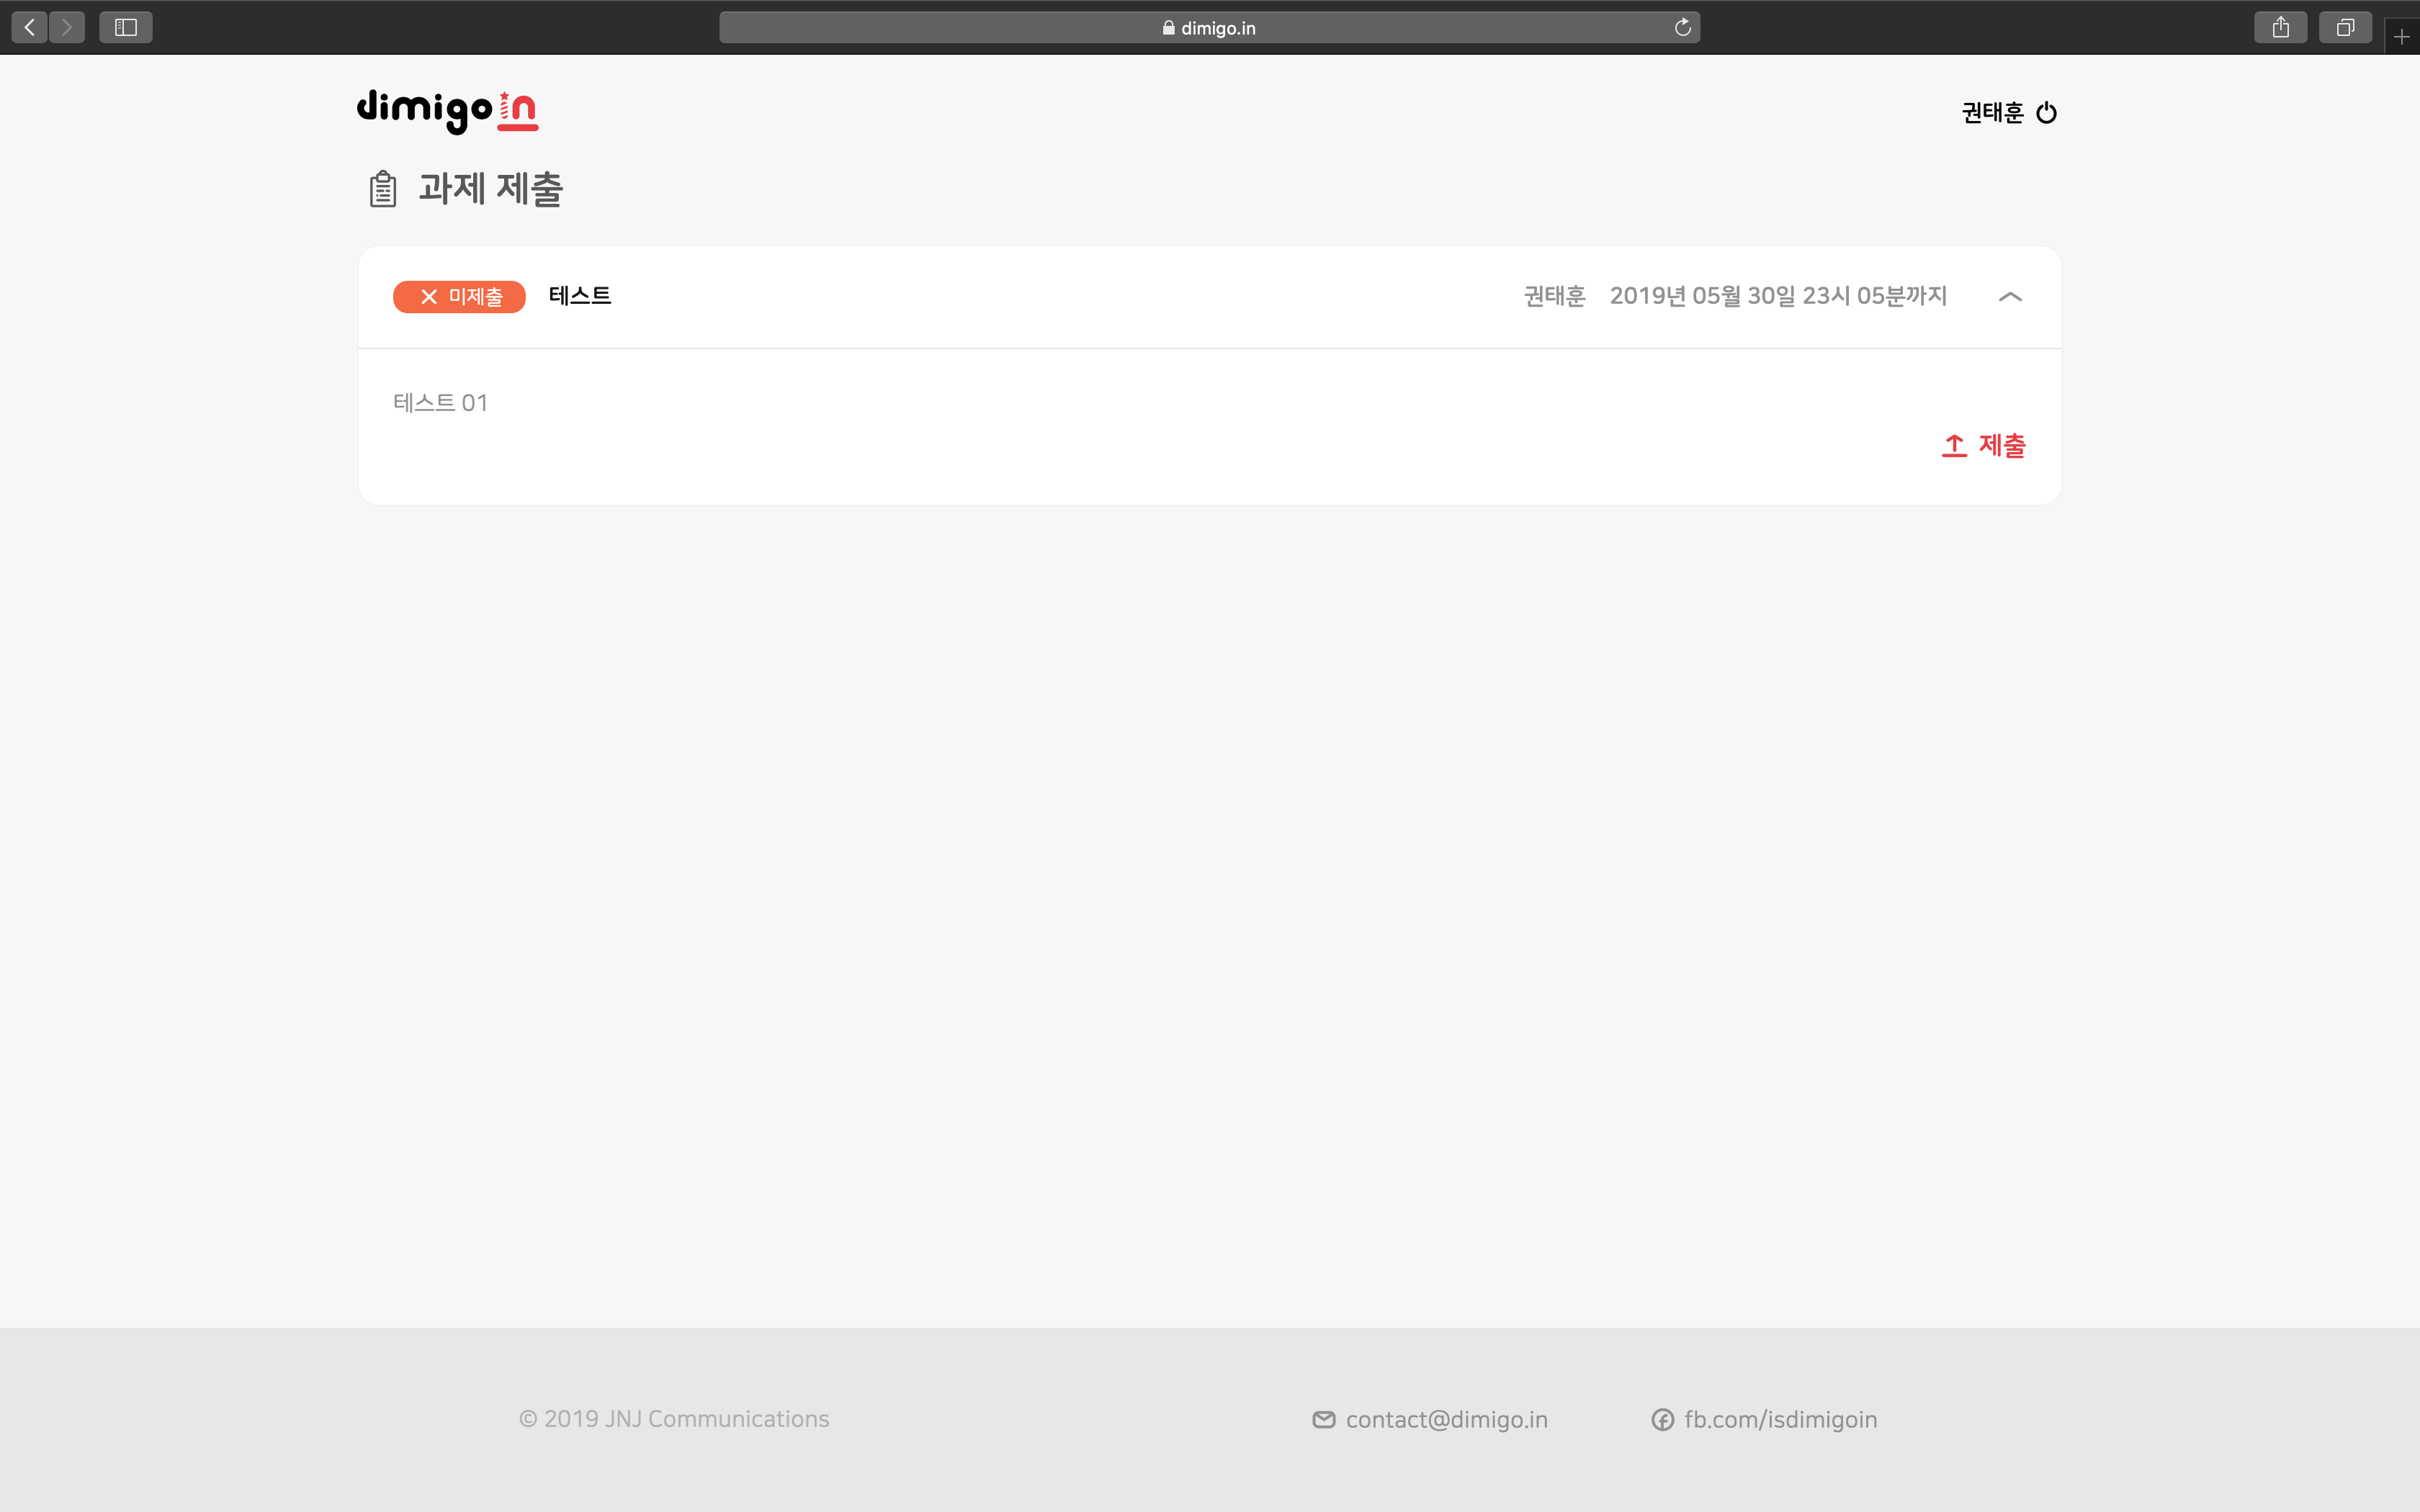 dimigo.in
dimigoin
권태훈
과제 제출
미제출 테스트 권태훈 2019년 05월 30일 23시 05분까지
테스트 01
제출
© 2019 JNJ Communications contact@dimigo.in fb.com/isdimigoin